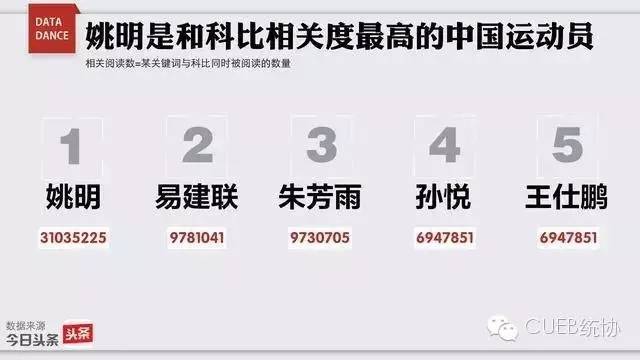 DATA
DANCE
姚明是和科比相关度最高的中国运动员
相关阅读数=某关键词与科比同时被阅读的数量
1 2 3 4 5
姚明 易建联 朱芳雨 孙悦 王仕鹏
31035225 9781041 9730705 6947851 6947851
数据来源
今日头条 头条
CUEB统协